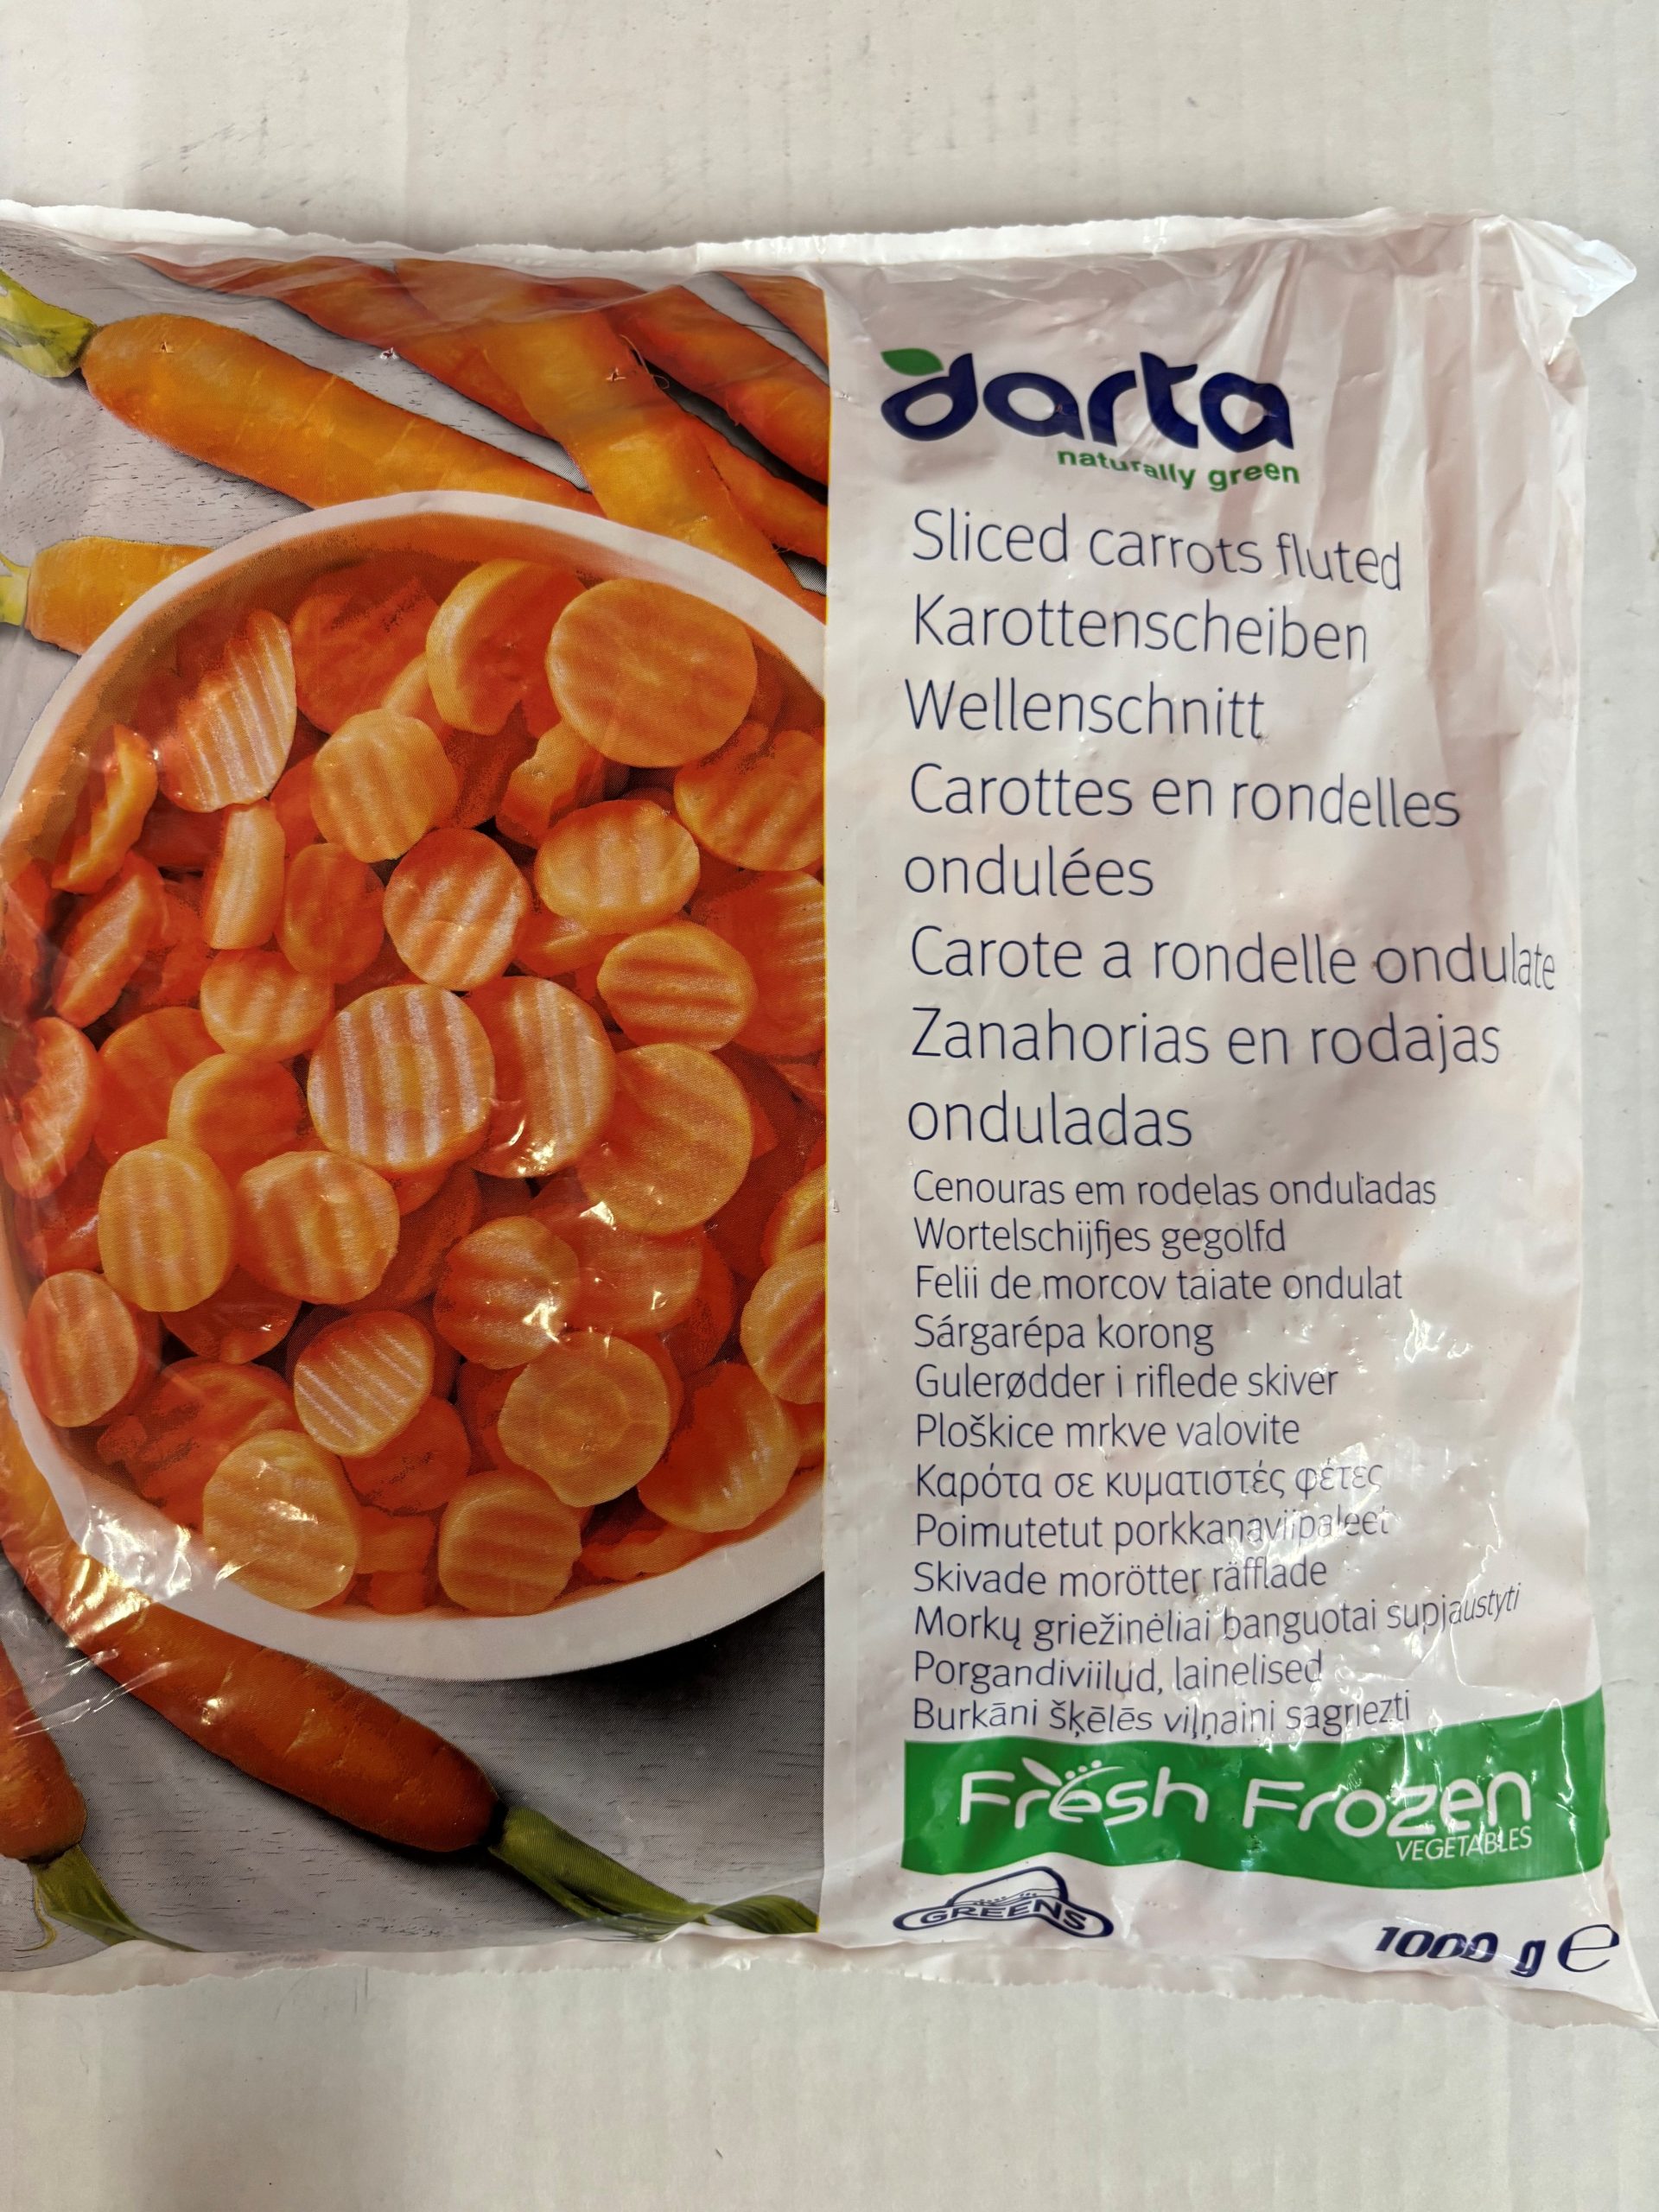 darta
naturally green
Sliced carrots fluted
Karottenscheiben
Wellenschnitt
Carottes en rondelles
ondulées
Carote a rondelle ondulate
Zanahorias en rodajas
onduladas
Cenouras em rodelas onduladas
Wortelschijfjes gegolfd
Felii de morcov taiate ondulat
Sárgarépa korong
Gulerødder i riflede skiver
Ploškice mrkve valovite
Καρότα σε κυματιστές φέτες
Poimutetut porkkanaviipaleet
Skivade morötter räfflade
Morkų griežinėliai banguotai supjaustyti
Porgandiviilud, lainelised
Burkāni šķēlēs viļņaini sagriezti
Fresh Frozen
VEGETABLES
GREENS
1000 g e